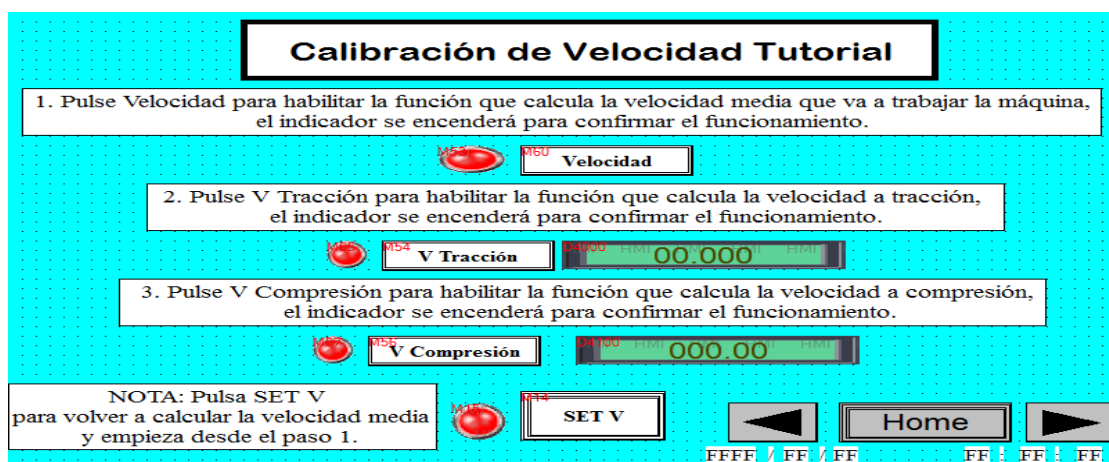 Calibración de Velocidad Tutorial
1. Pulse Velocidad para habilitar la función que calcula la velocidad media que va a trabajar la máquina,
el indicador se encenderá para confirmar el funcionamiento.
M60 Velocidad
2. Pulse V Tracción para habilitar la función que calcula la velocidad a tracción,
el indicador se encenderá para confirmar el funcionamiento.
M54 V Tracción D4000 HMI 00.000 HMI
3. Pulse V Compresión para habilitar la función que calcula la velocidad a compresión,
el indicador se encenderá para confirmar el funcionamiento.
V Compresión HMI 000.00 HMI
NOTA: Pulsa SET V
para volver a calcular la velocidad media
y empieza desde el paso 1.
M14 SET V
Home
FFFF / FF / FF FF : FF : FF